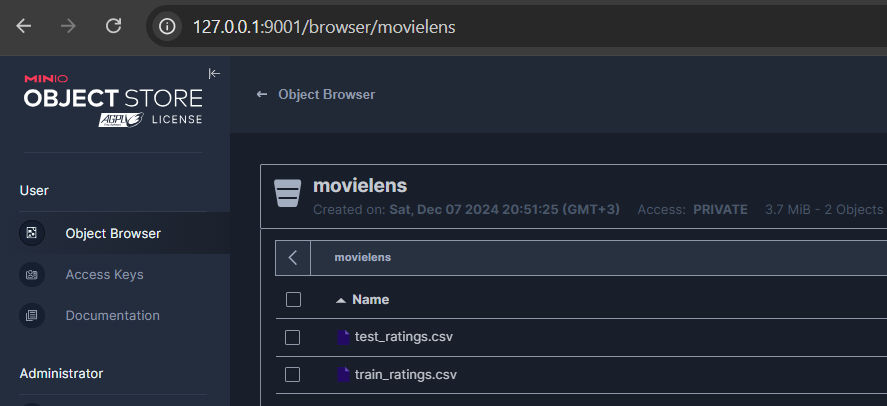 127.0.0.1:9001/browser/movielens
MINIO
OBJECT STORE
AGPLv3 LICENSE
← Object Browser
User
Object Browser
Access Keys
Documentation
Administrator
movielens
Created on: Sat, Dec 07 2024 20:51:25 (GMT+3) Access: PRIVATE 3.7 MiB - 2 Objects
movielens
Name
test_ratings.csv
train_ratings.csv